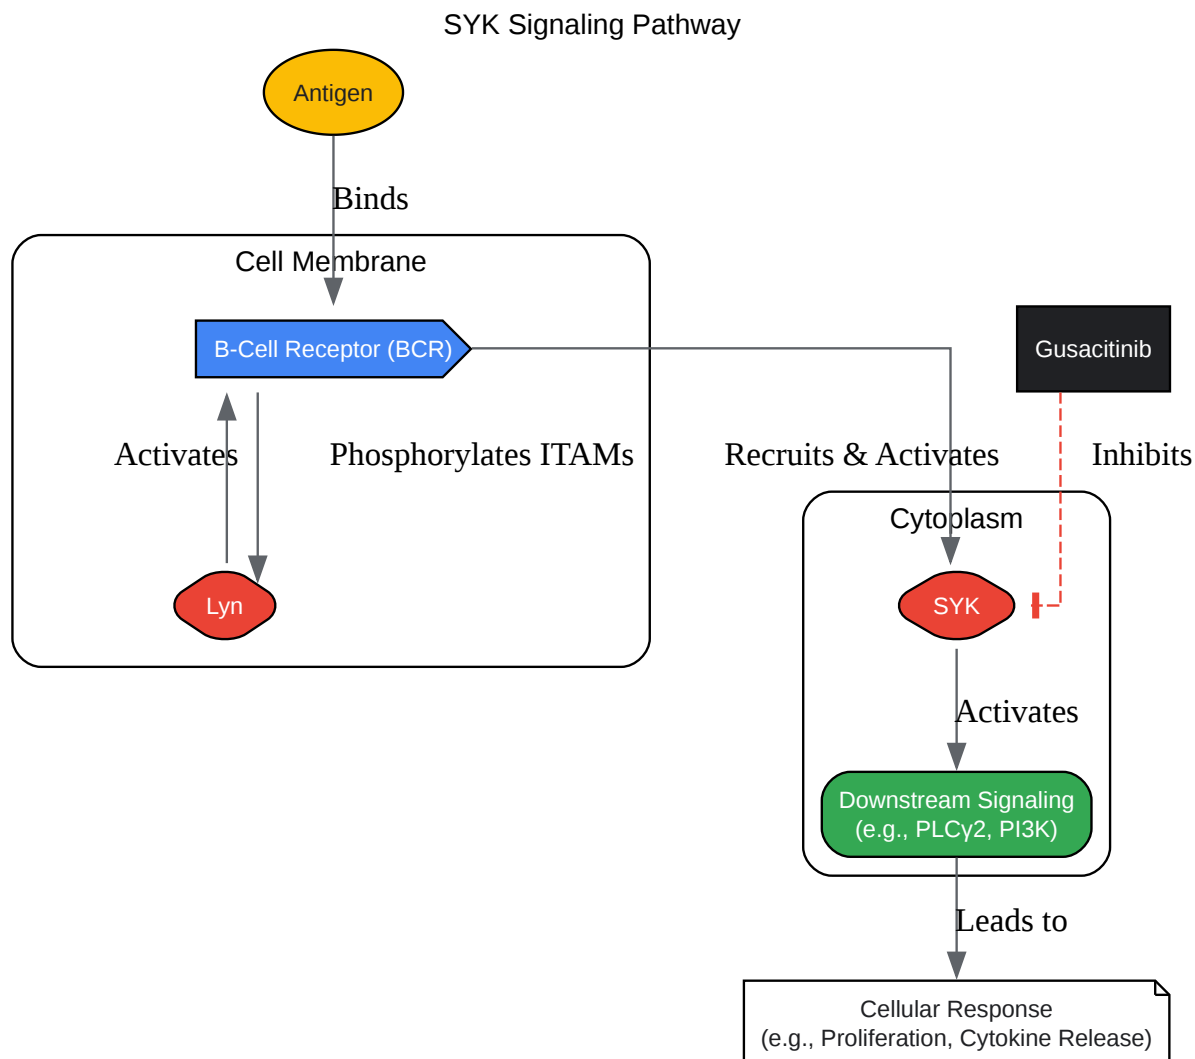 SYK Signaling Pathway
Antigen
Binds
Cell Membrane
B-Cell Receptor (BCR)
Gusacitinib
Activates
Phosphorylates ITAMs
Recruits & Activates
Inhibits
Cytoplasm
Lyn
SYK
Activates
Downstream Signaling
(e.g., PLCγ2, PI3K)
Leads to
Cellular Response
(e.g., Proliferation, Cytokine Release)